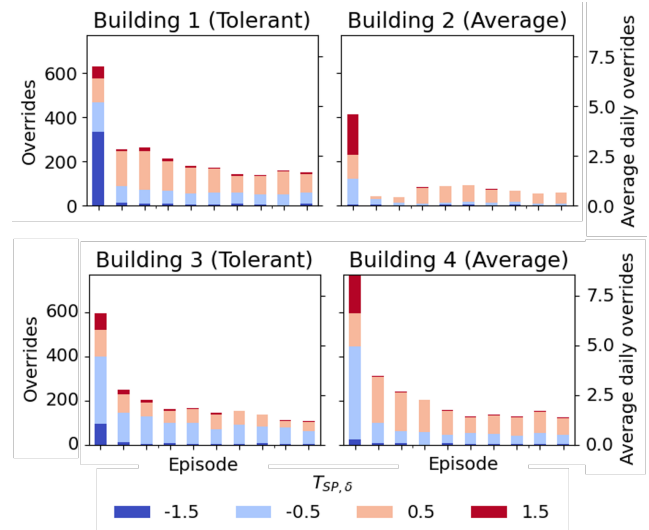 Building 1 (Tolerant) Building 2 (Average)
600
400
200
0
Overrides
7.5
5.0
2.5
0.0
Average daily overrides
Building 3 (Tolerant) Building 4 (Average)
600
400
200
0
Overrides
7.5
5.0
2.5
0.0
Average daily overrides
Episode Episode
T_{SP,δ}
-1.5 -0.5 0.5 1.5